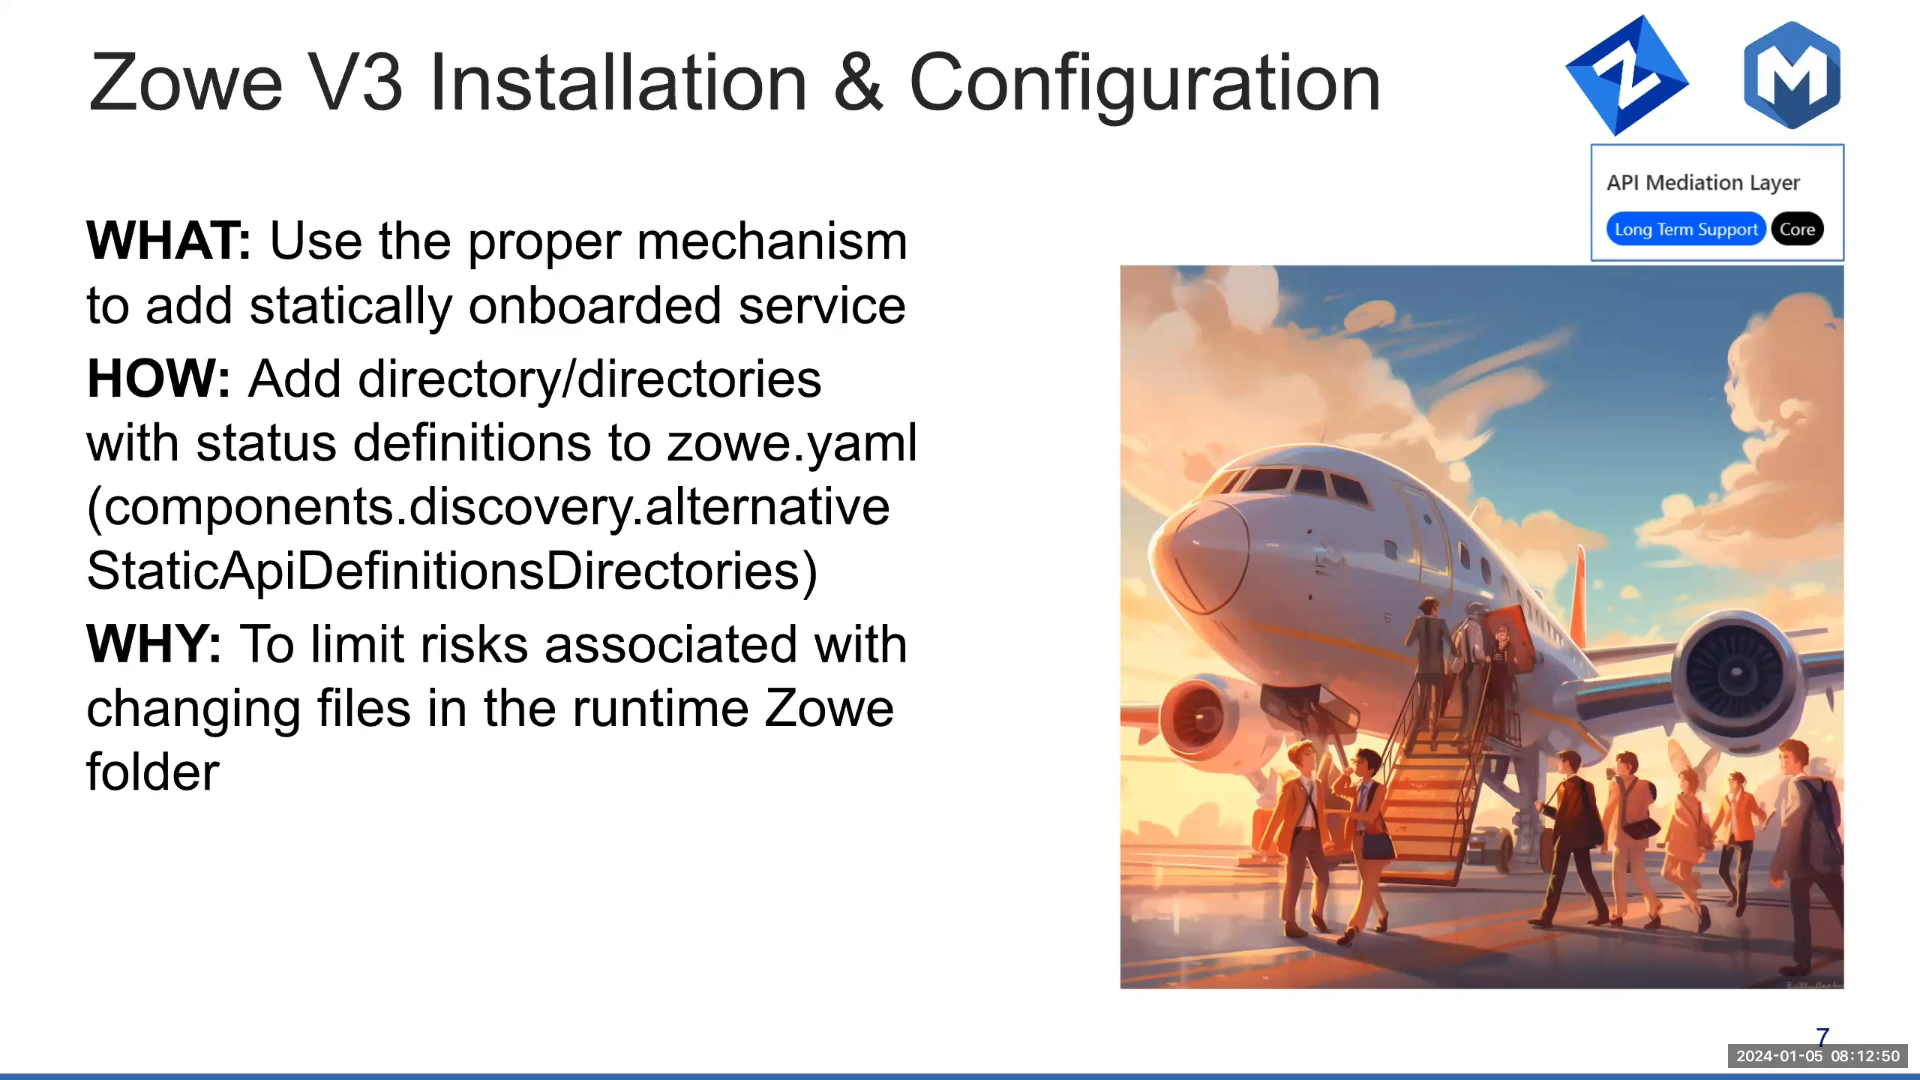 Zowe V3 Installation & Configuration
Z
M
API Mediation Layer
Long Term Support Core
WHAT: Use the proper mechanism
to add statically onboarded service
HOW: Add directory/directories
with status definitions to zowe.yaml
(components.discovery.alternative
StaticApiDefinitionsDirectories)
WHY: To limit risks associated with
changing files in the runtime Zowe
folder
7
2024-01-05 08:12:50